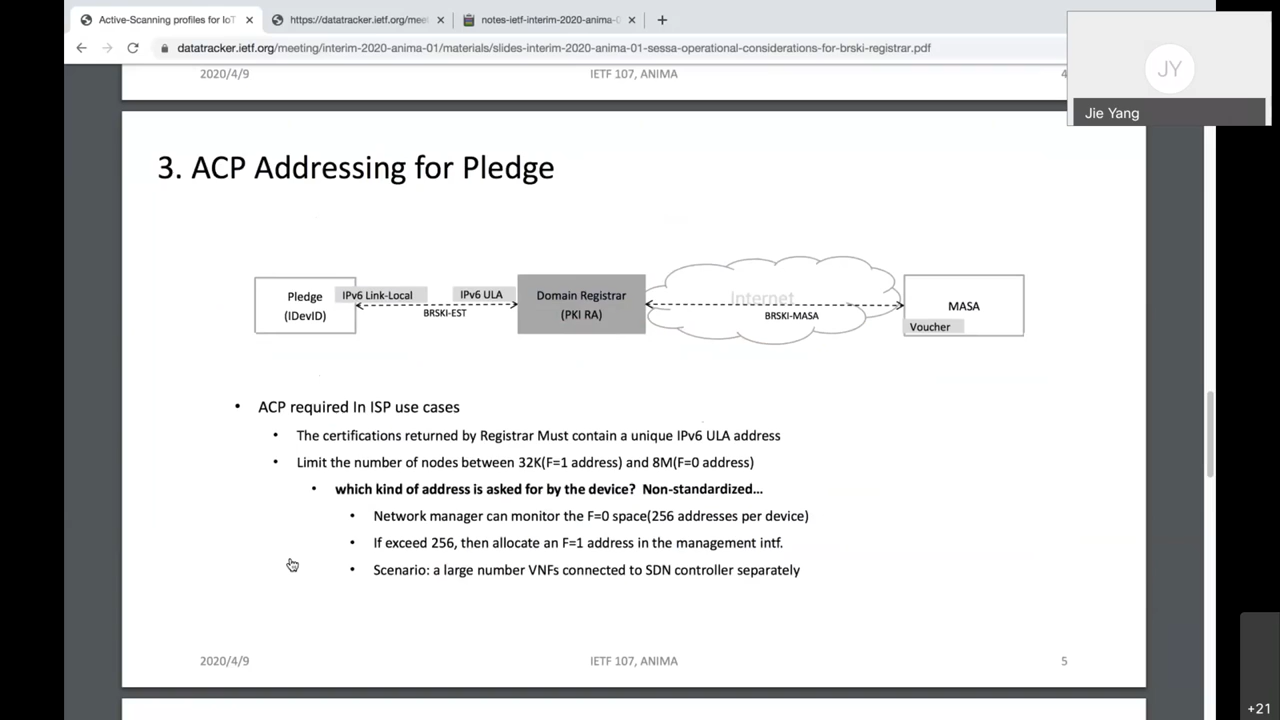 Active-Scanning profiles for IoT
https://datatracker.ietf.org/mee
notes-ietf-interim-2020-anima-0
datatracker.ietf.org/meeting/interim-2020-anima-01/materials/slides-interim-2020-anima-01-sessa-operational-considerations-for-brski-registrar.pdf
JY
Jie Yang
2020/4/9
IETF 107, ANIMA
4
3. ACP Addressing for Pledge
Pledge
(IDevID)
IPv6 Link-Local
IPv6 ULA
BRSKI-EST
Domain Registrar
(PKI RA)
Internet
BRSKI-MASA
MASA
Voucher
• ACP required In ISP use cases
• The certifications returned by Registrar Must contain a unique IPv6 ULA address
• Limit the number of nodes between 32K(F=1 address) and 8M(F=0 address)
• which kind of address is asked for by the device? Non-standardized…
• Network manager can monitor the F=0 space(256 addresses per device)
• If exceed 256, then allocate an F=1 address in the management intf.
• Scenario: a large number VNFs connected to SDN controller separately
2020/4/9
IETF 107, ANIMA
5
+21